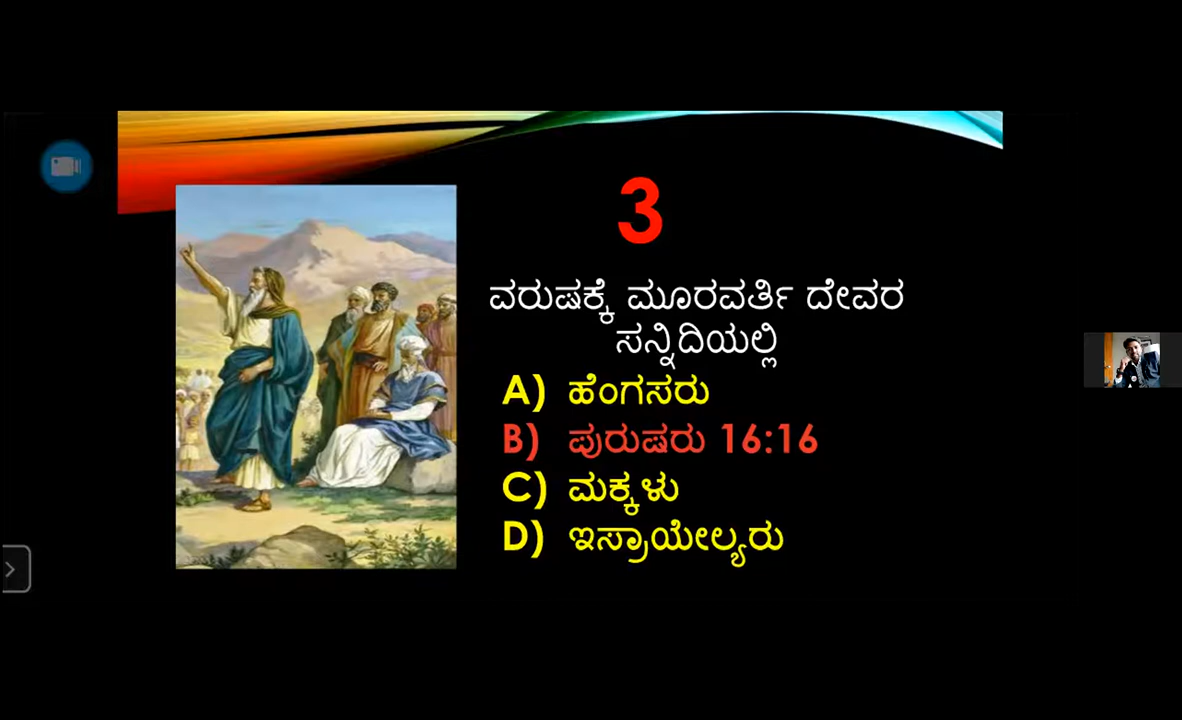 3
ವರುಷಕ್ಕೆ ಮೂರವರ್ತಿ ದೇವರ
ಸನ್ನಿದಿಯಲ್ಲಿ
A) ಹೆಂಗಸರು
B) ಪುರುಷರು 16:16
C) ಮಕ್ಕಳು
D) ಇಸ್ರಾಯೇಲ್ಯರು